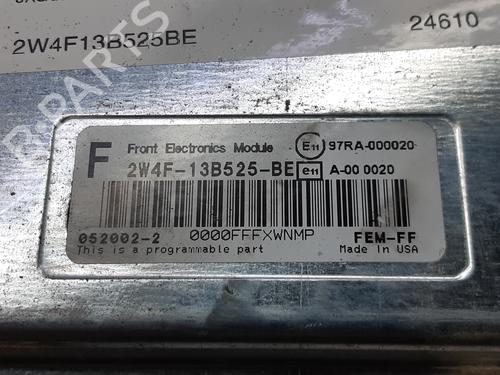 2W4F13B525BE
24610
F Front Electronics Module E11 97RA-000020
2W4F-13B525-BE e11 A-00 0020
052002-2 0000FFFXWNMP FEM-FF
This is a programmable part Made In USA
B-PARTS